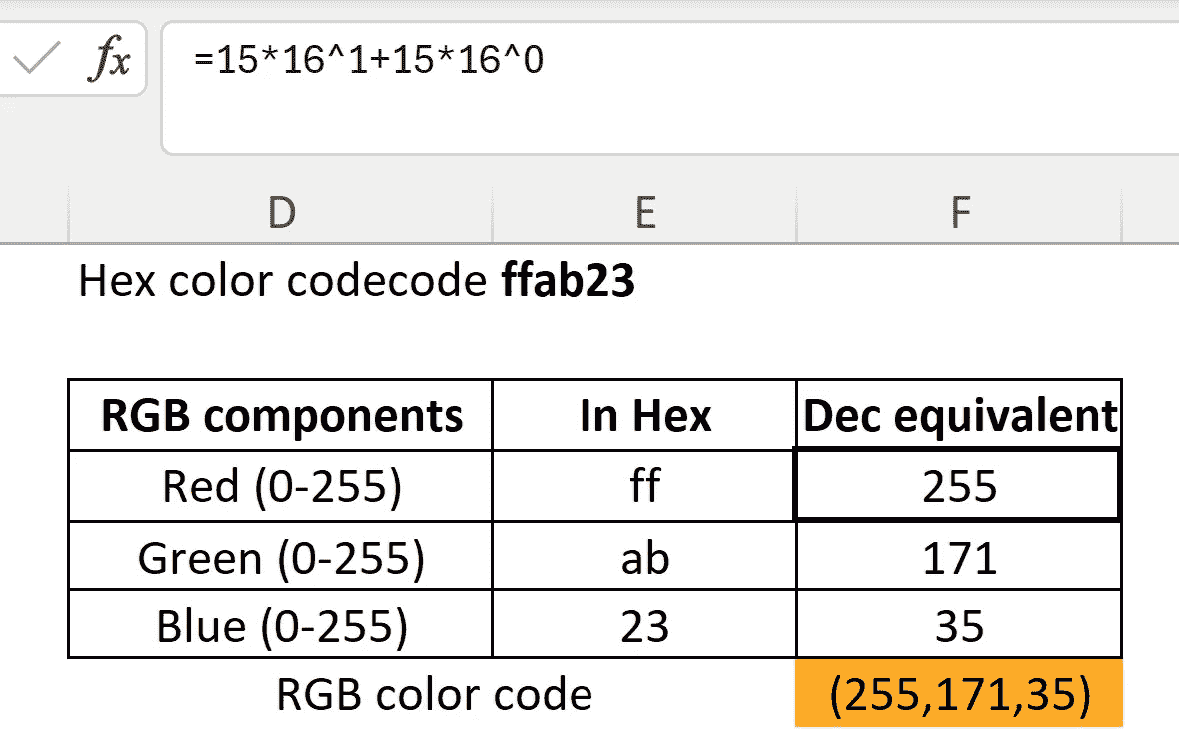 fx =15*16^1+15*16^0
D E F
Hex color codecode ffab23
RGB components In Hex Dec equivalent
Red (0-255) ff 255
Green (0-255) ab 171
Blue (0-255) 23 35
RGB color code (255,171,35)